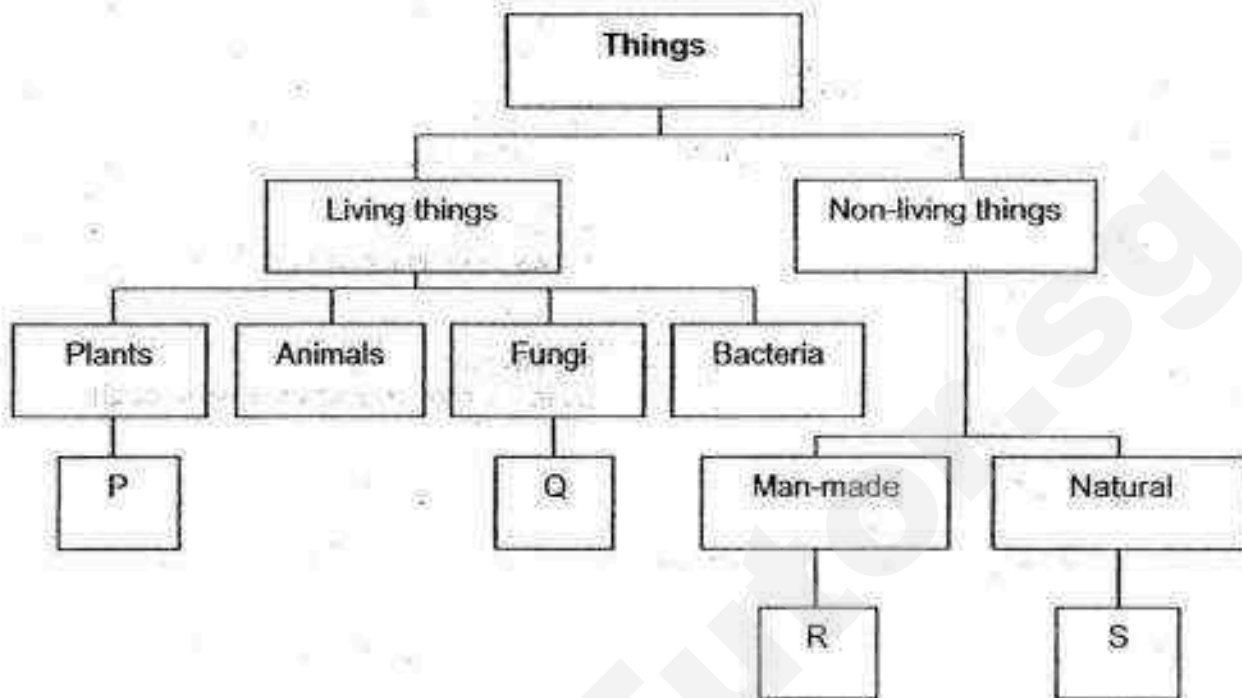 Things
Living things
Non-living things
Plants
Animals
Fungi
Bacteria
P
Q
Man-made
Natural
R
S